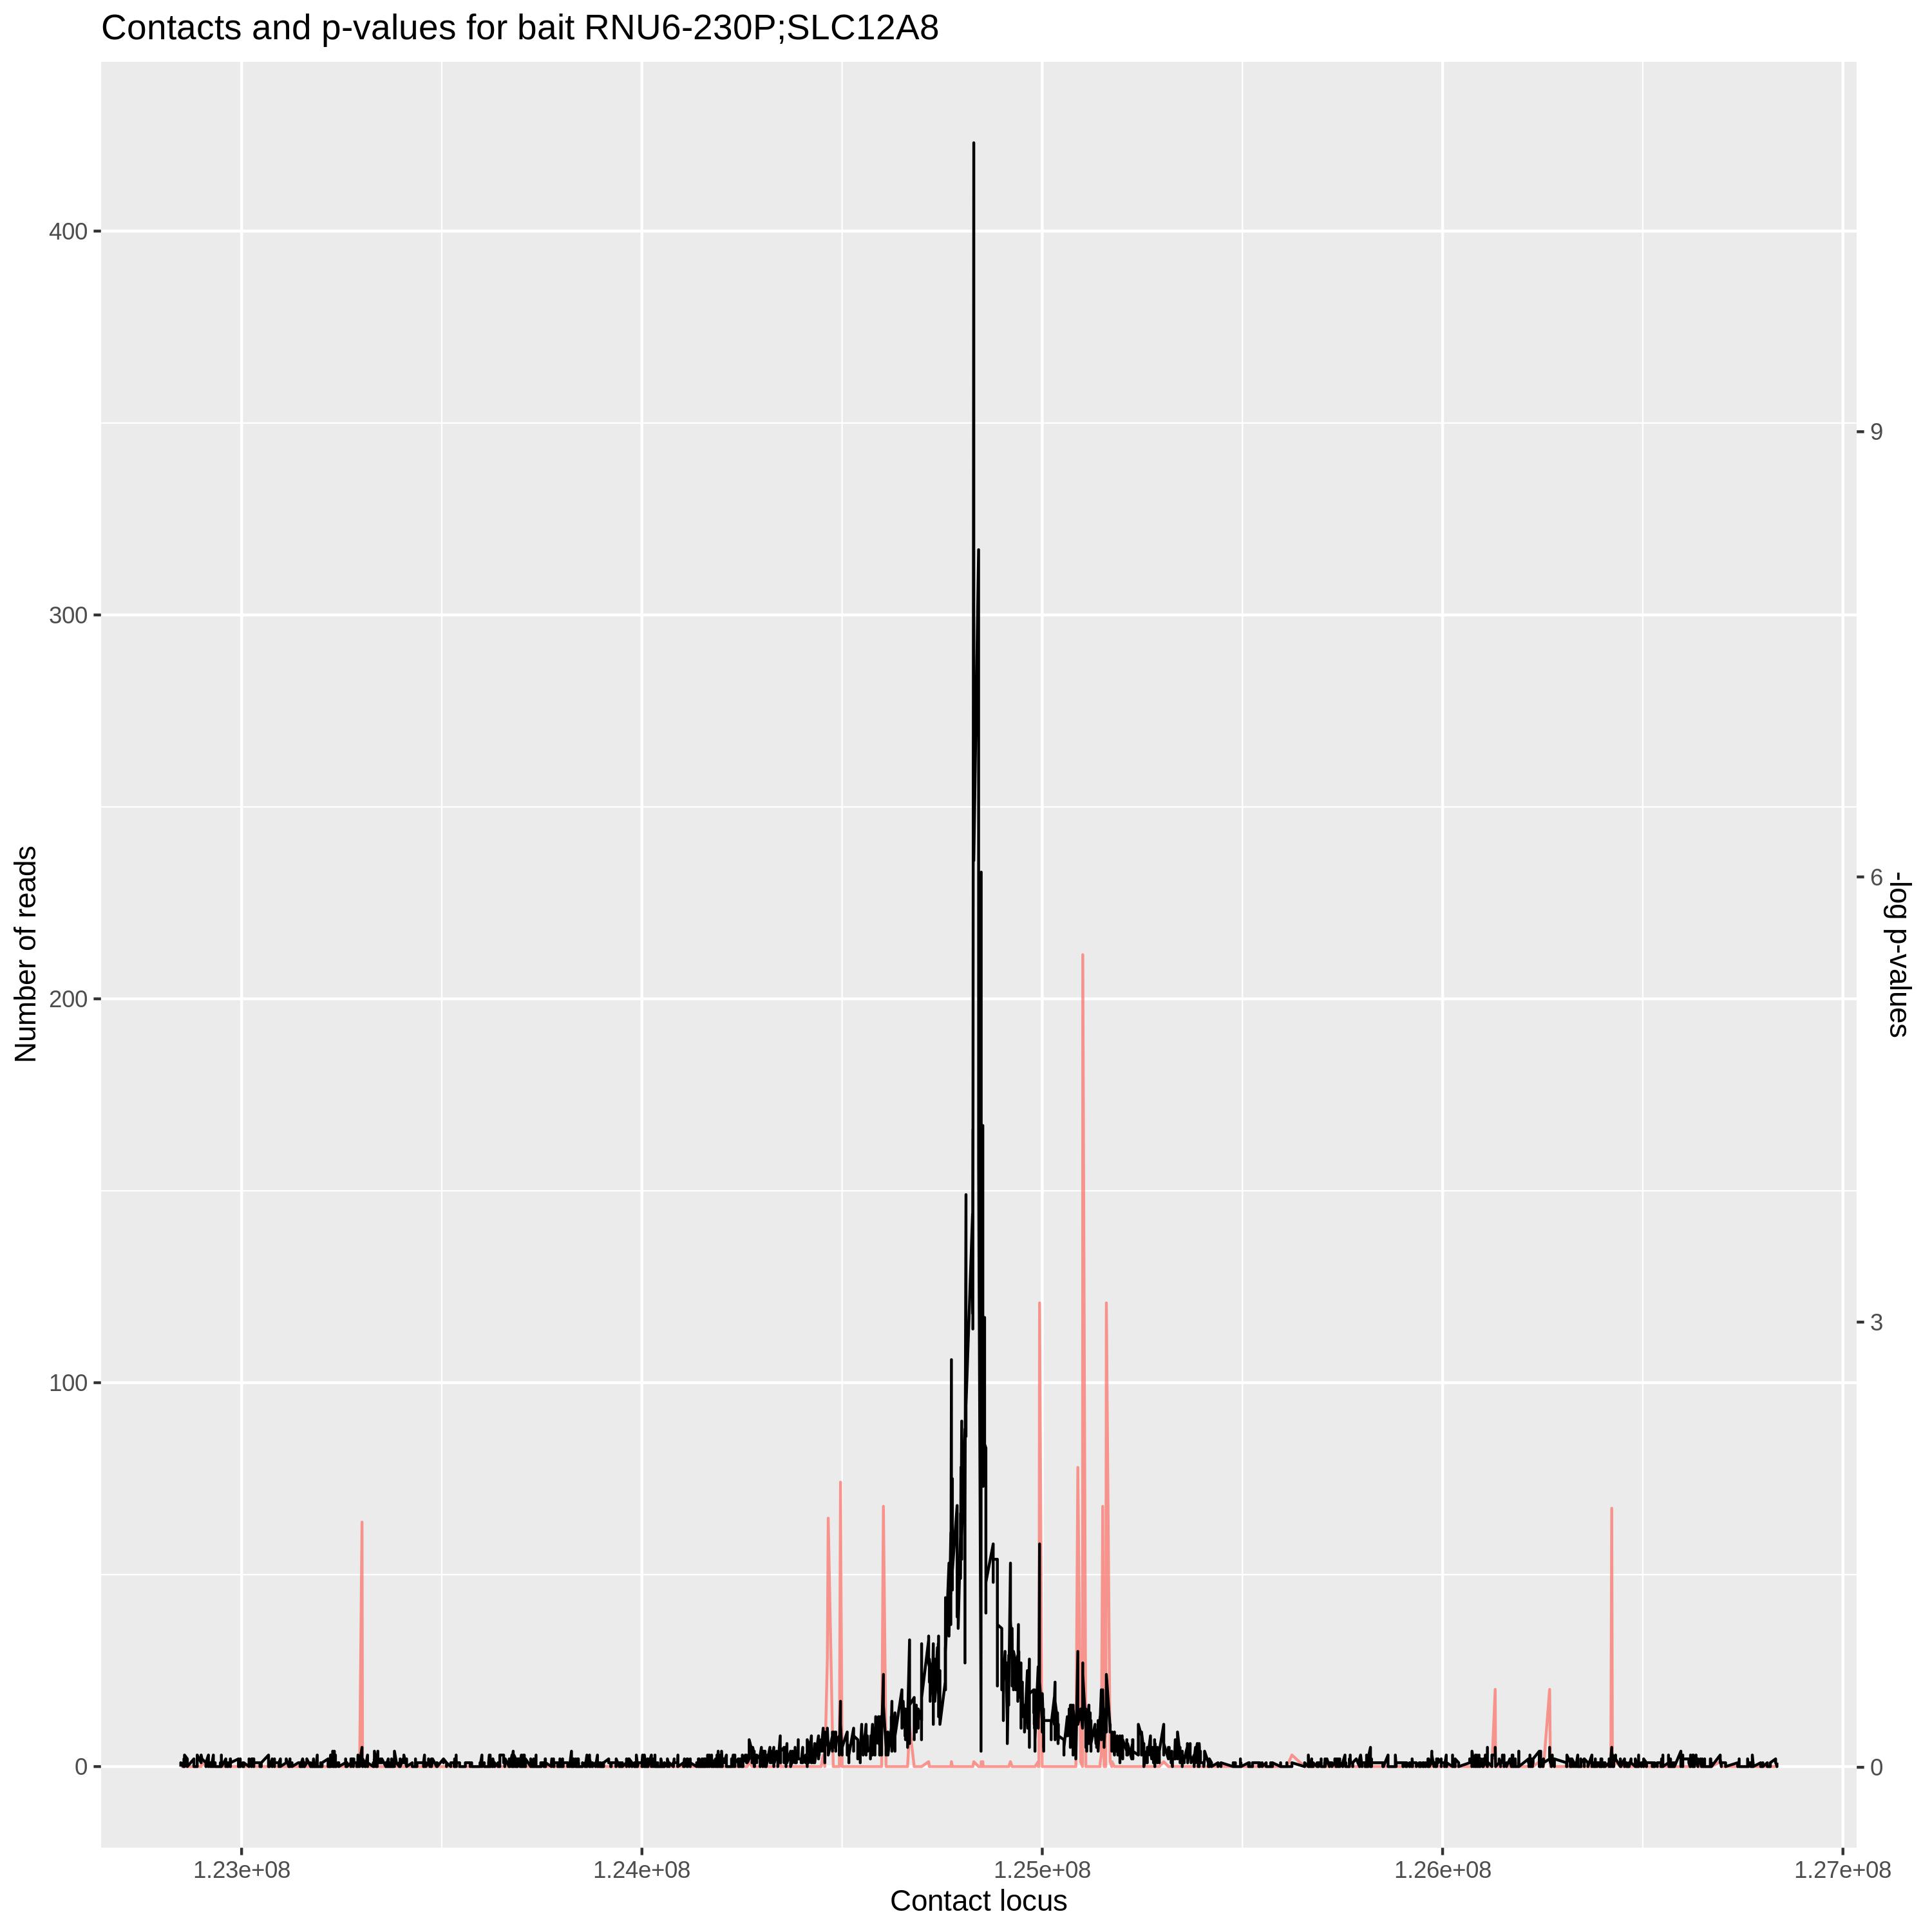 Contacts and p-values for bait RNU6-230P;SLC12A8
400
300
200
100
0
Number of reads
9
6
3
0
-log p-values
1.23e+08
1.24e+08
1.25e+08
1.26e+08
1.27e+08
Contact locus